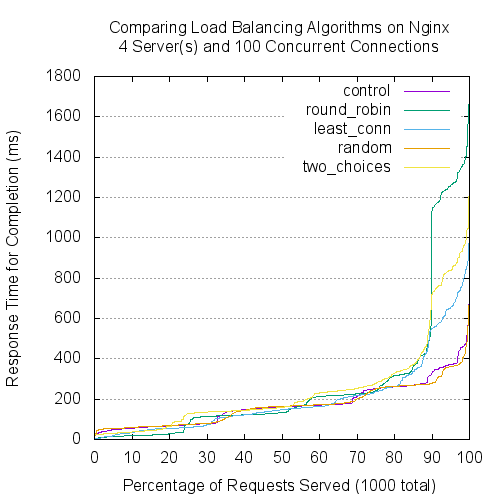 Comparing Load Balancing Algorithms on Nginx
4 Server(s) and 100 Concurrent Connections
1800
1600
1400
1200
1000
800
600
400
200
0
Response Time for Completion (ms)
control
round_robin
least_conn
random
two_choices
0 10 20 30 40 50 60 70 80 90 100
Percentage of Requests Served (1000 total)